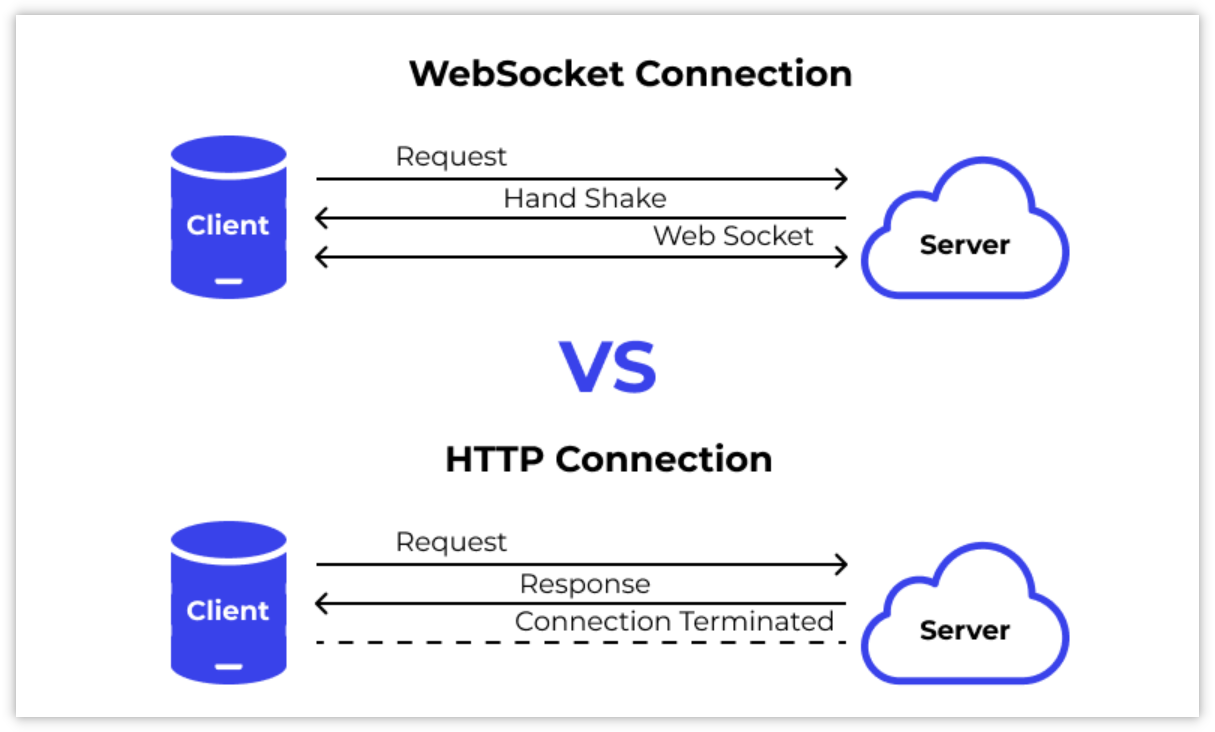 WebSocket Connection
Request
Hand Shake
Web Socket
Client
Server
VS
HTTP Connection
Request
Response
Connection Terminated
Client
Server